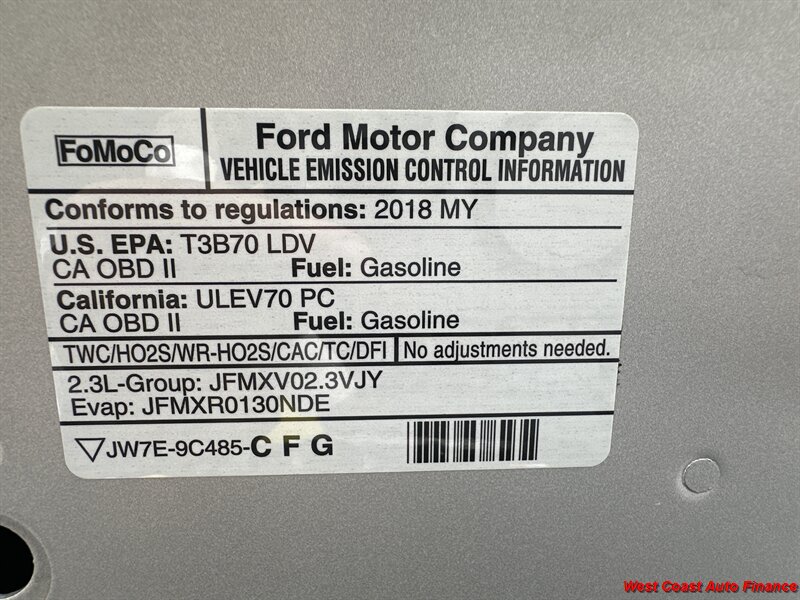 FoMoCo
Ford Motor Company
VEHICLE EMISSION CONTROL INFORMATION
Conforms to regulations: 2018 MY
U.S. EPA: T3B70 LDV
CA OBD II Fuel: Gasoline
California: ULEV70 PC
CA OBD II Fuel: Gasoline
TWC/HO2S/WR-HO2S/CAC/TC/DFI No adjustments needed.
2.3L-Group: JFMXV02.3VJY
Evap: JFMXR0130NDE
JW7E-9C485-C F G
West Coast Auto Finance